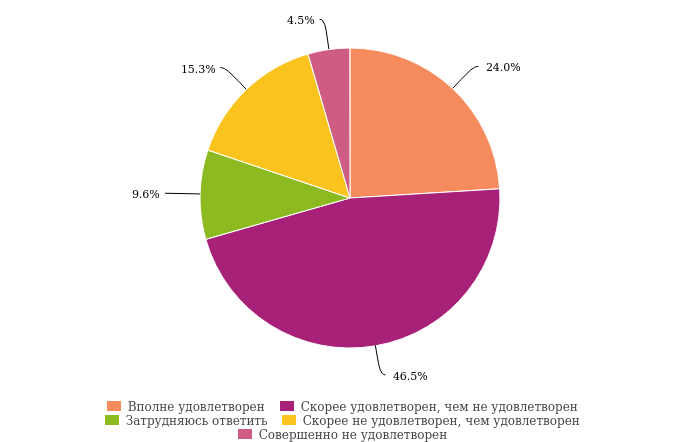 4.5%
24.0%
15.3%
9.6%
46.5%
Вполне удовлетворен Скорее удовлетворен, чем не удовлетворен
Затрудняюсь ответить Скорее не удовлетворен, чем удовлетворен
Совершенно не удовлетворен